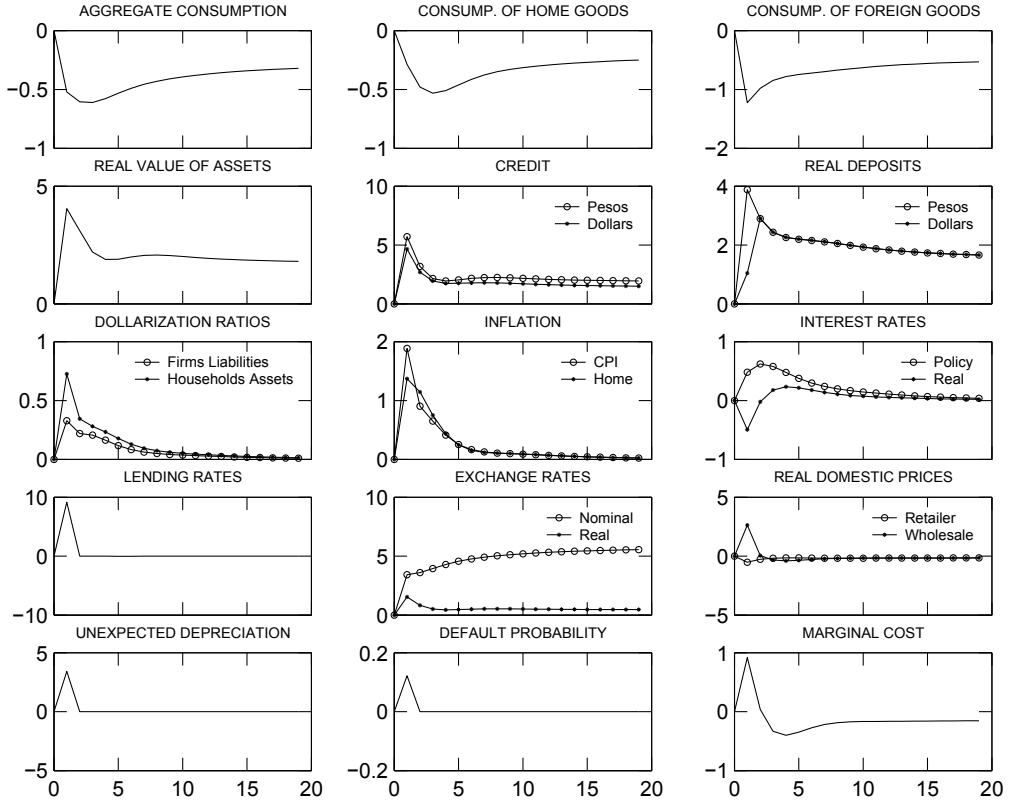 AGGREGATE CONSUMPTION
CONSUMP. OF HOME GOODS
CONSUMP. OF FOREIGN GOODS
0
−0.5
−1
0
−0.5
−1
0
−1
−2
REAL VALUE OF ASSETS
CREDIT
REAL DEPOSITS
5
0
10
5
0
Pesos
Dollars
4
2
0
Pesos
Dollars
DOLLARIZATION RATIOS
INFLATION
INTEREST RATES
1
0.5
0
Firms Liabilities
Households Assets
2
1
0
CPI
Home
1
0
−1
Policy
Real
LENDING RATES
EXCHANGE RATES
REAL DOMESTIC PRICES
10
0
−10
10
5
0
Nominal
Real
5
0
−5
Retailer
Wholesale
UNEXPECTED DEPRECIATION
DEFAULT PROBABILITY
MARGINAL COST
5
0
−5
0.2
0
−0.2
1
0
−1
0 5 10 15 20
0 5 10 15 20
0 5 10 15 20